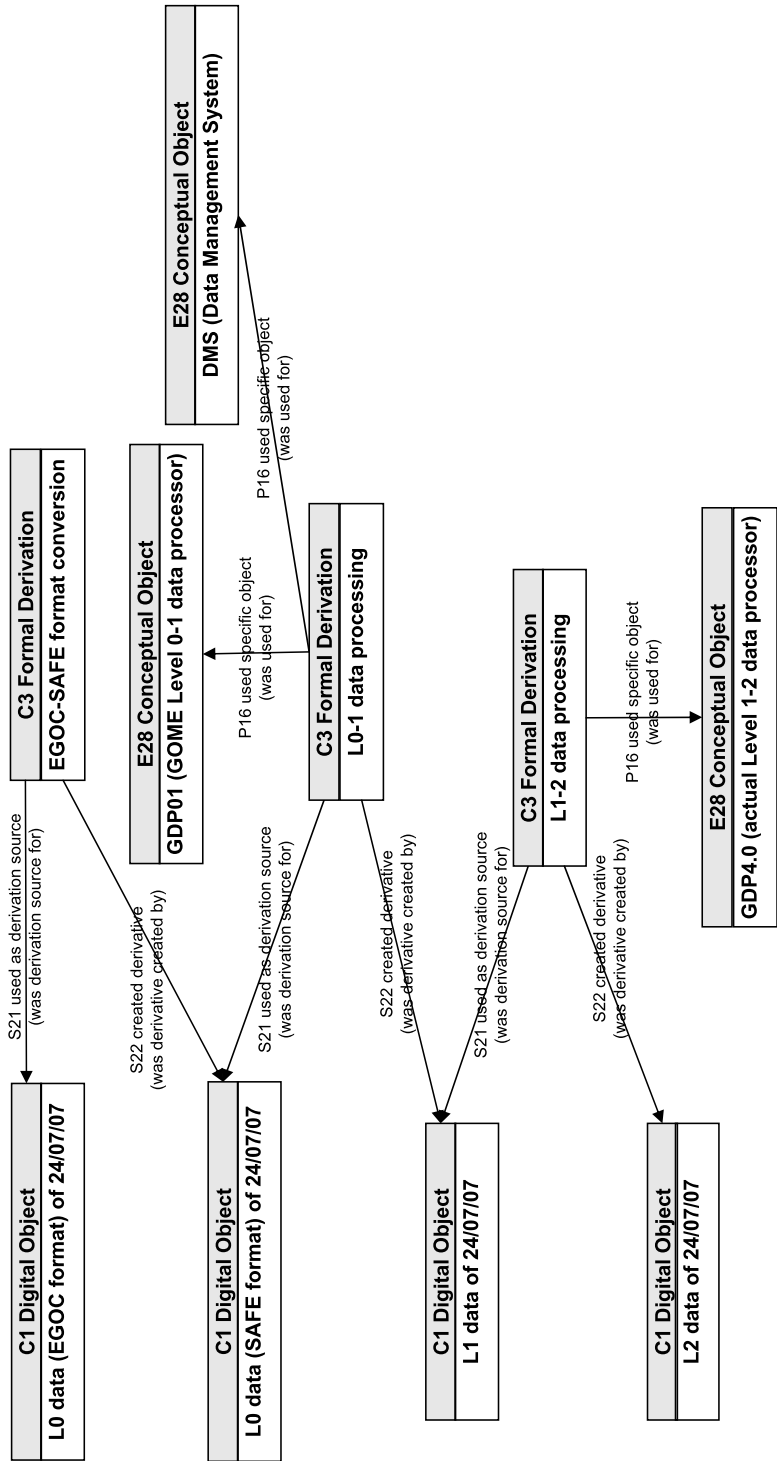 C1 Digital Object
L0 data (EGOC format) of 24/07/07
S21 used as derivation source
(was derivation source for)
C3 Formal Derivation
EGOC-SAFE format conversion
S22 created derivative
(was derivative created by)
E28 Conceptual Object
GDP01 (GOME Level 0-1 data processor)
E28 Conceptual Object
DMS (Data Management System)
C1 Digital Object
L0 data (SAFE format) of 24/07/07
P16 used specific object
(was used for)
P16 used specific object
(was used for)
S21 used as derivation source
(was derivation source for)
C3 Formal Derivation
L0-1 data processing
S22 created derivative
(was derivative created by)
C1 Digital Object
L1 data of 24/07/07
S21 used as derivation source
(was derivation source for)
C3 Formal Derivation
L1-2 data processing
S22 created derivative
(was derivative created by)
P16 used specific object
(was used for)
C1 Digital Object
L2 data of 24/07/07
E28 Conceptual Object
GDP4.0 (actual Level 1-2 data processor)